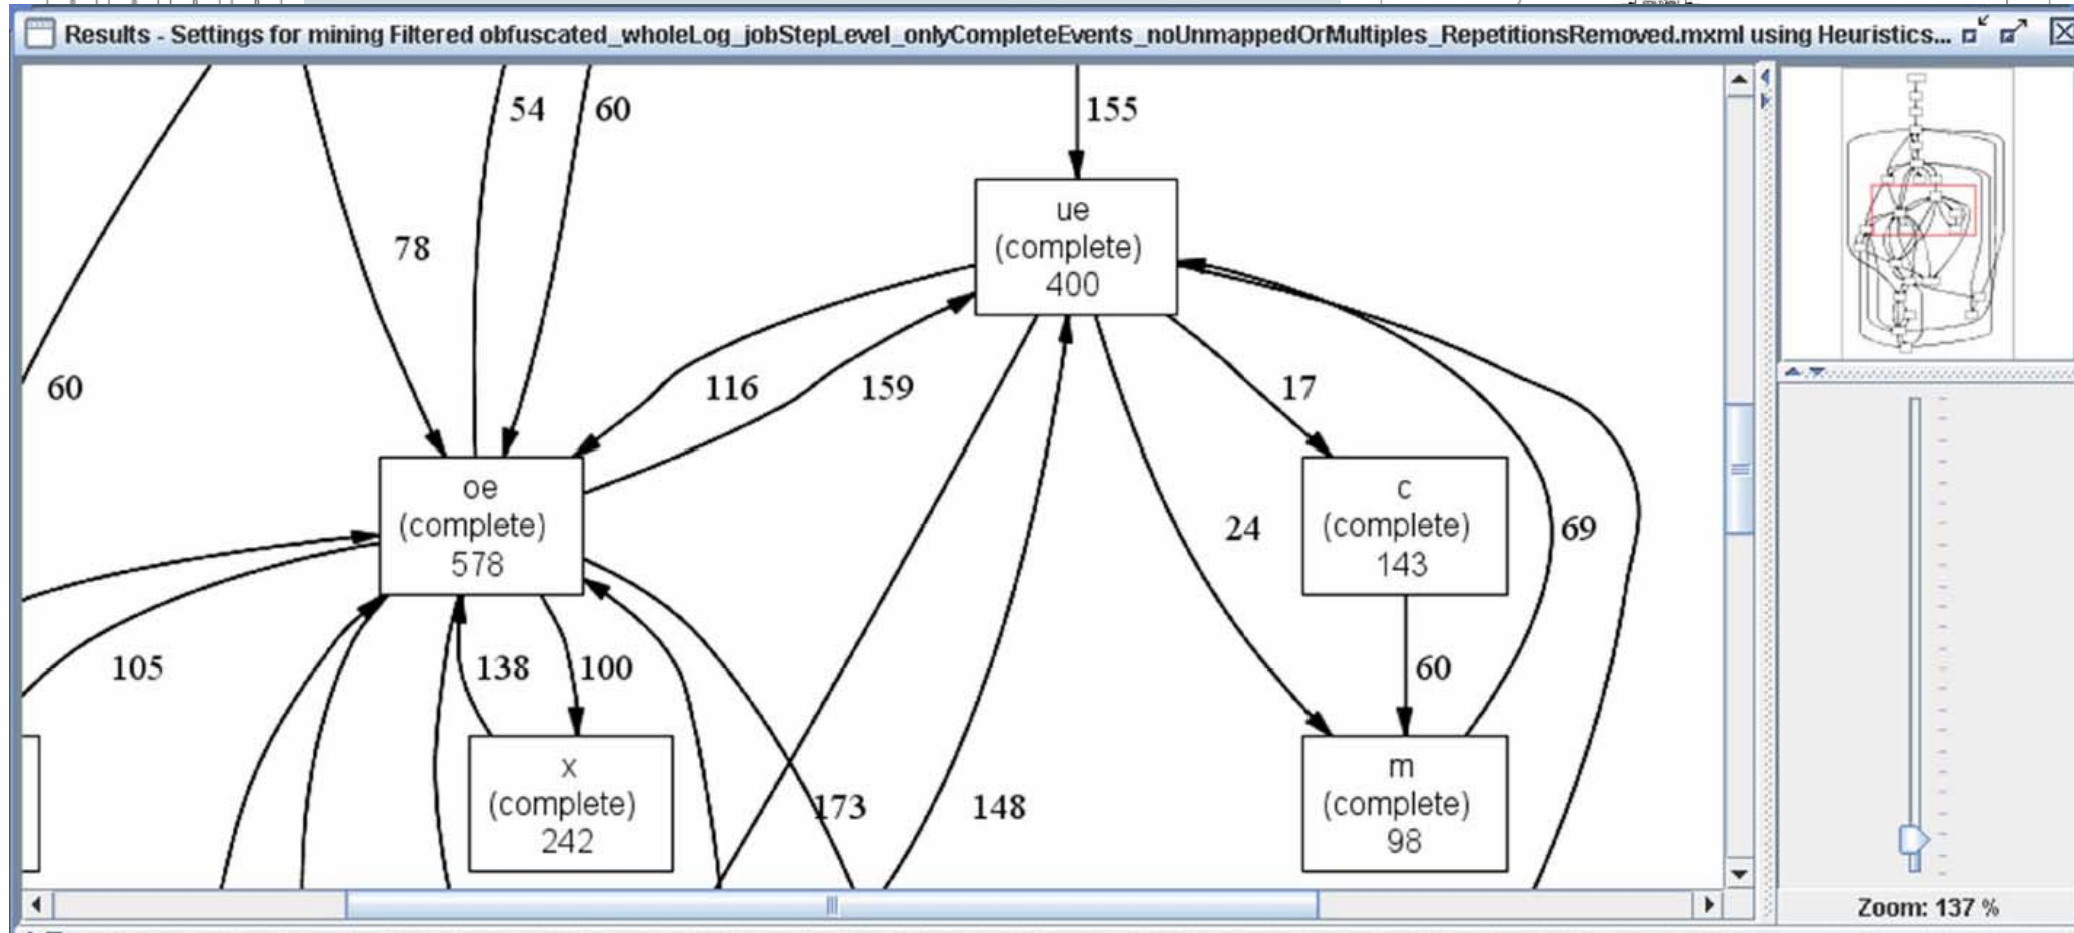 Results - Settings for mining Filtered obfuscated_wholeLog_jobStepLevel_onlyCompleteEvents_noUnmappedOrMultiples_RepetitionsRemoved.mxml using Heuristics...
54
60
155
ue
(complete)
400
78
60
116
159
17
oe
(complete)
578
c
(complete)
143
24
69
105
138
100
60
x
(complete)
242
173
148
m
(complete)
98
Zoom: 137 %